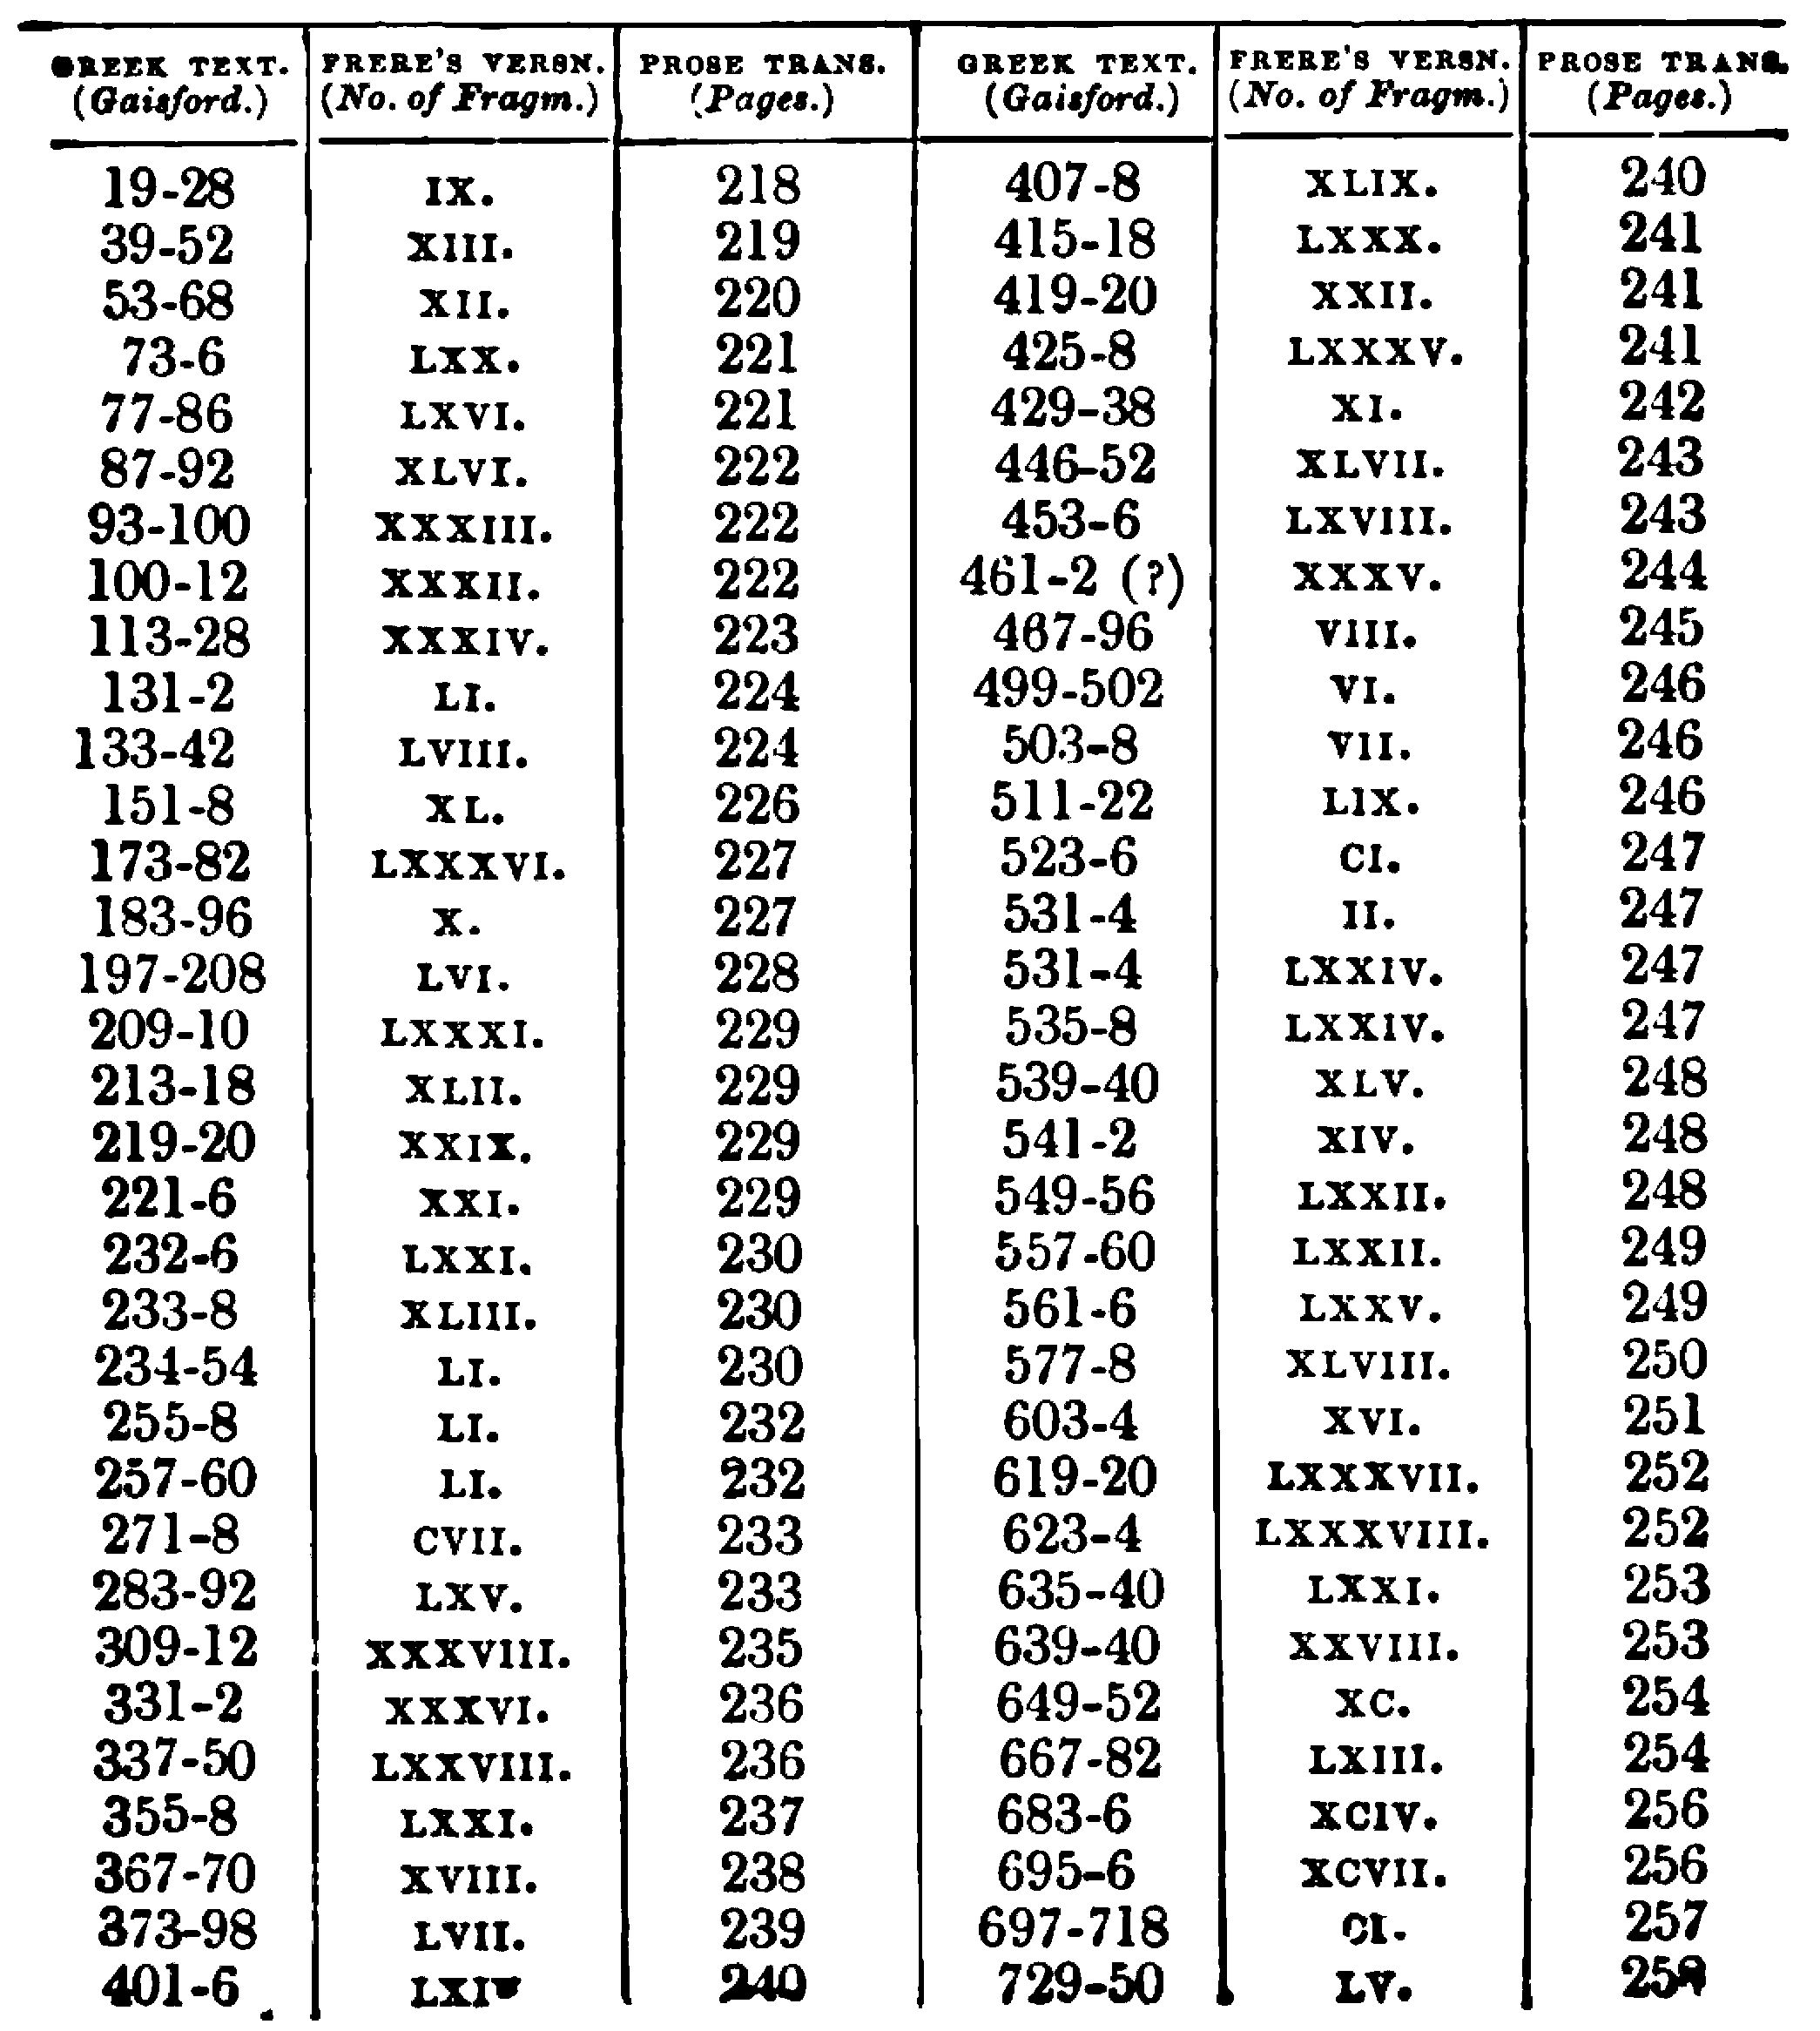 GREEK TEXT. FRERE'S VERSN. PROSE TRANS. GREEK TEXT. FRERE'S VERSN. PROSE TRANS.
(Gaisford.) (No. of Fragm.) (Pages.) (Gaisford.) (No. of Fragm.) (Pages.)
19-28 IX. 218 407-8 XLIX. 240
39-52 XIII. 219 415-18 LXXX. 241
53-68 XII. 220 419-20 XXII. 241
73-6 LXX. 221 425-8 LXXXV. 241
77-86 LXVI. 221 429-38 XI. 242
87-92 XLVI. 222 446-52 XLVII. 243
93-100 XXXIII. 222 453-6 LXVIII. 243
100-12 XXXII. 222 461-2 (?) XXXV. 244
113-28 XXXIV. 223 467-96 VIII. 245
131-2 LI. 224 499-502 VI. 246
133-42 LVIII. 224 503-8 VII. 246
151-8 XL. 226 511-22 LIX. 246
173-82 LXXXVI. 227 523-6 CI. 247
183-96 X. 227 531-4 II. 247
197-208 LVI. 228 531-4 LXXIV. 247
209-10 LXXXI. 229 535-8 LXXIV. 247
213-18 XLII. 229 539-40 XLV. 248
219-20 XXIX. 229 541-2 XIV. 248
221-6 XXI. 229 549-56 LXXII. 248
232-6 LXXI. 230 557-60 LXXII. 249
233-8 XLIII. 230 561-6 LXXV. 249
234-54 LI. 230 577-8 XLVIII. 250
255-8 LI. 232 603-4 XVI. 251
257-60 LI. 232 619-20 LXXXVII. 252
271-8 CVII. 233 623-4 LXXXVIII. 252
283-92 LXV. 233 635-40 LXXI. 253
309-12 XXXVIII. 235 639-40 XXVIII. 253
331-2 XXXVI. 236 649-52 XC. 254
337-50 LXXVIII. 236 667-82 LXIII. 254
355-8 LXXI. 237 683-6 XCIV. 256
367-70 XVIII. 238 695-6 XCVII. 256
373-98 LVII. 239 697-718 CI. 257
401-6 240 729-50 LV.